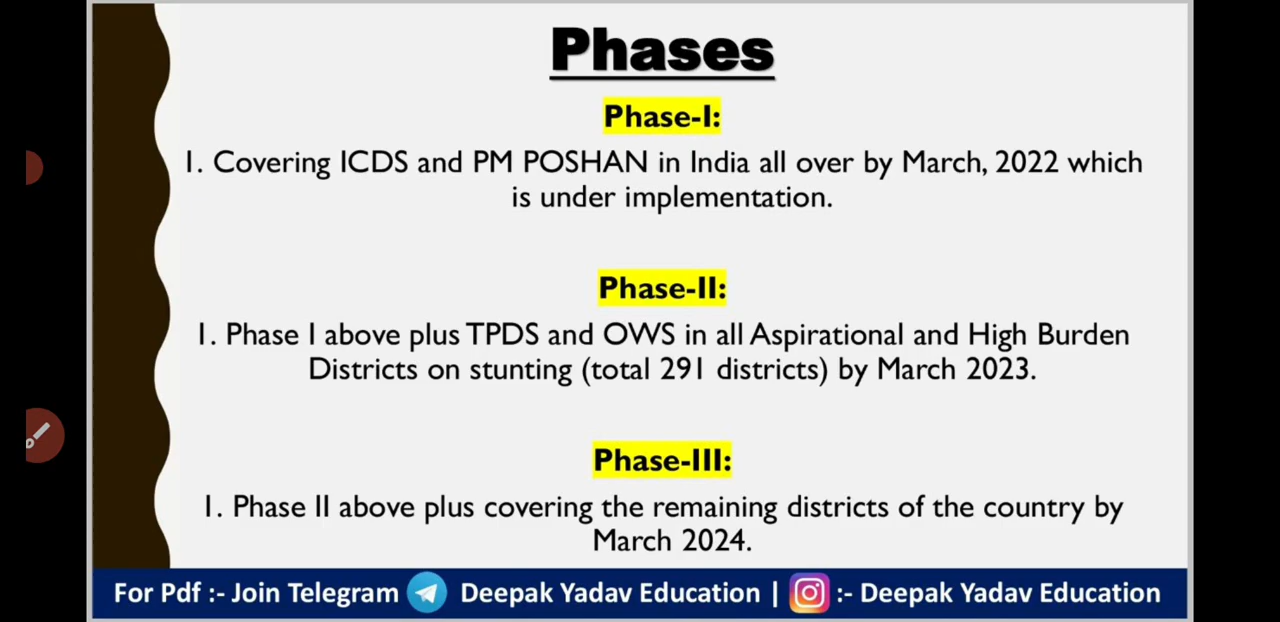 Phases
Phase-I:
1. Covering ICDS and PM POSHAN in India all over by March, 2022 which
is under implementation.
Phase-II:
1. Phase I above plus TPDS and OWS in all Aspirational and High Burden
Districts on stunting (total 291 districts) by March 2023.
Phase-III:
1. Phase II above plus covering the remaining districts of the country by
March 2024.
For Pdf :- Join Telegram Deepak Yadav Education | :- Deepak Yadav Education